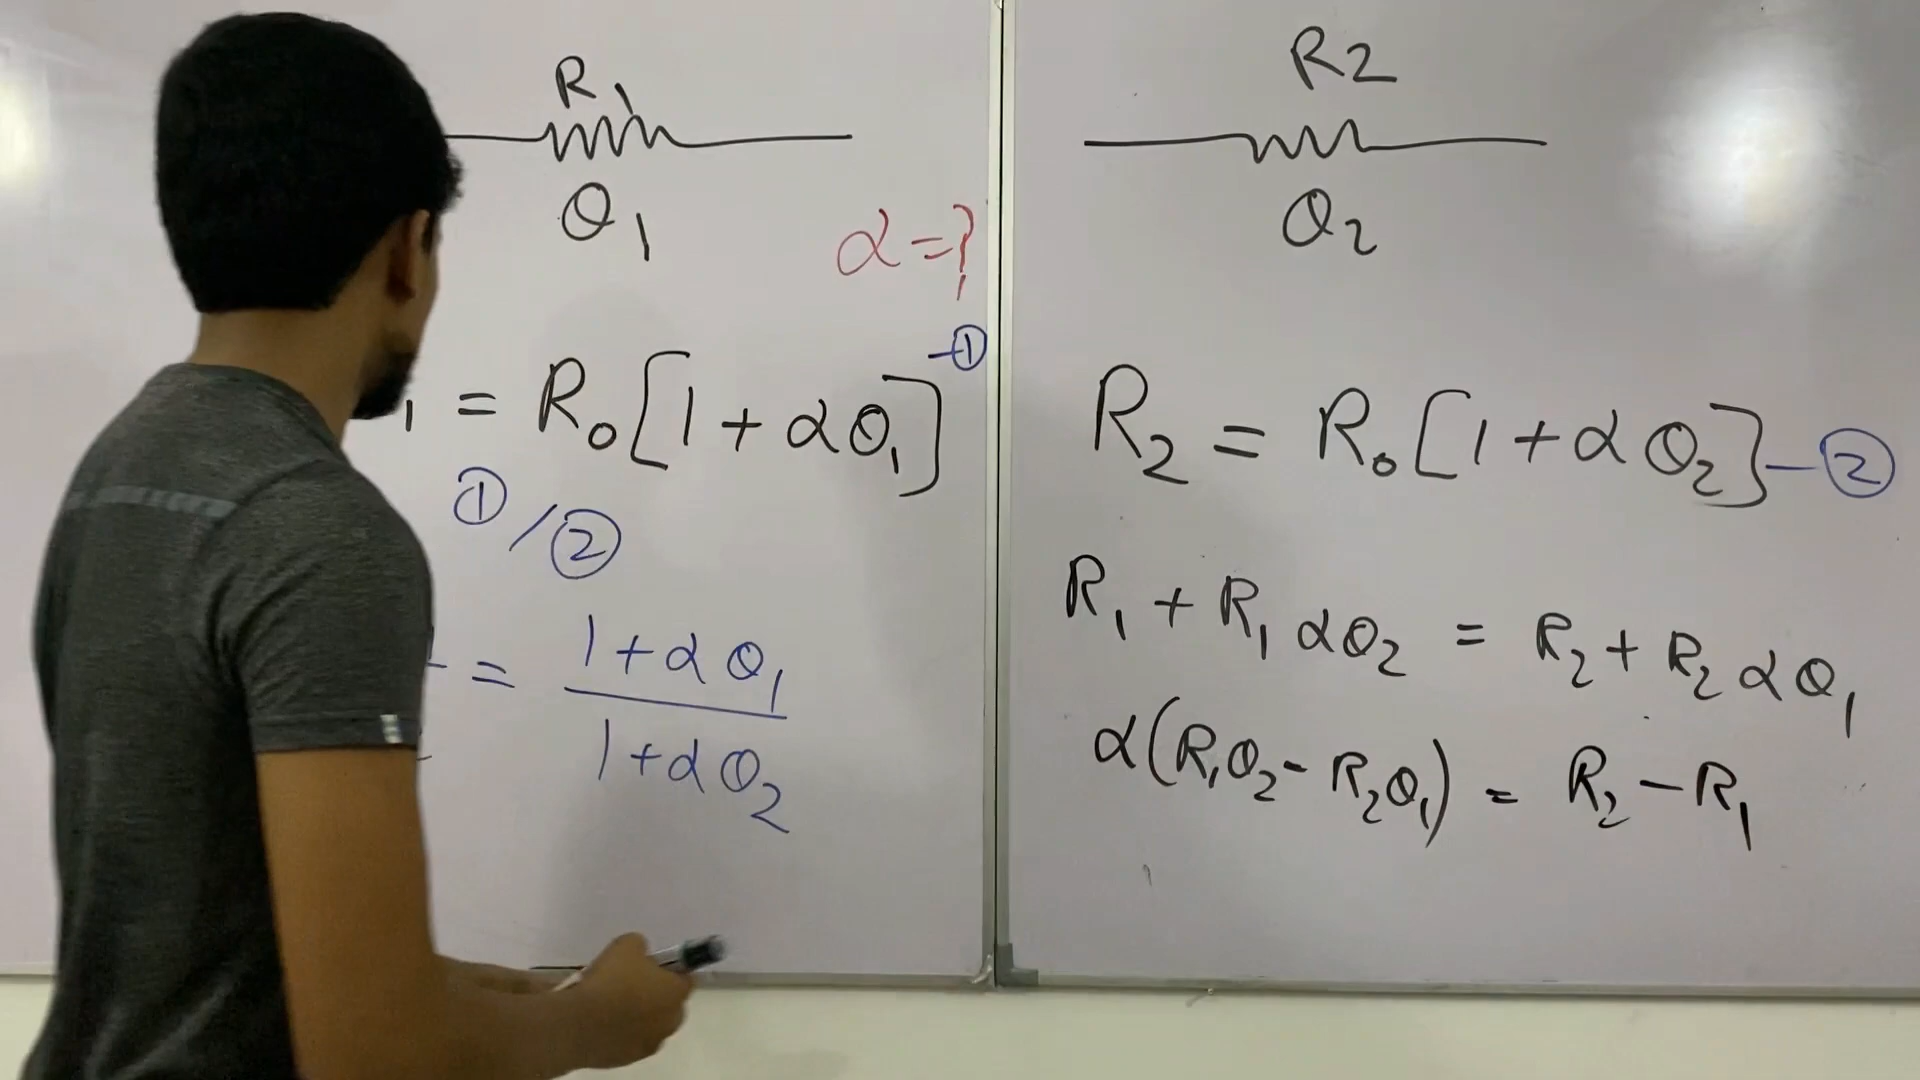 R₁
θ₁
α = ?
₁ = R₀[1 + αθ₁] - ①
① / ②
= (1 + αθ₁) / (1 + αθ₂)
R2
θ₂
R₂ = R₀[1 + αθ₂] - ②
R₁ + R₁αθ₂ = R₂ + R₂αθ₁
α(R₁θ₂ - R₂θ₁) = R₂ - R₁